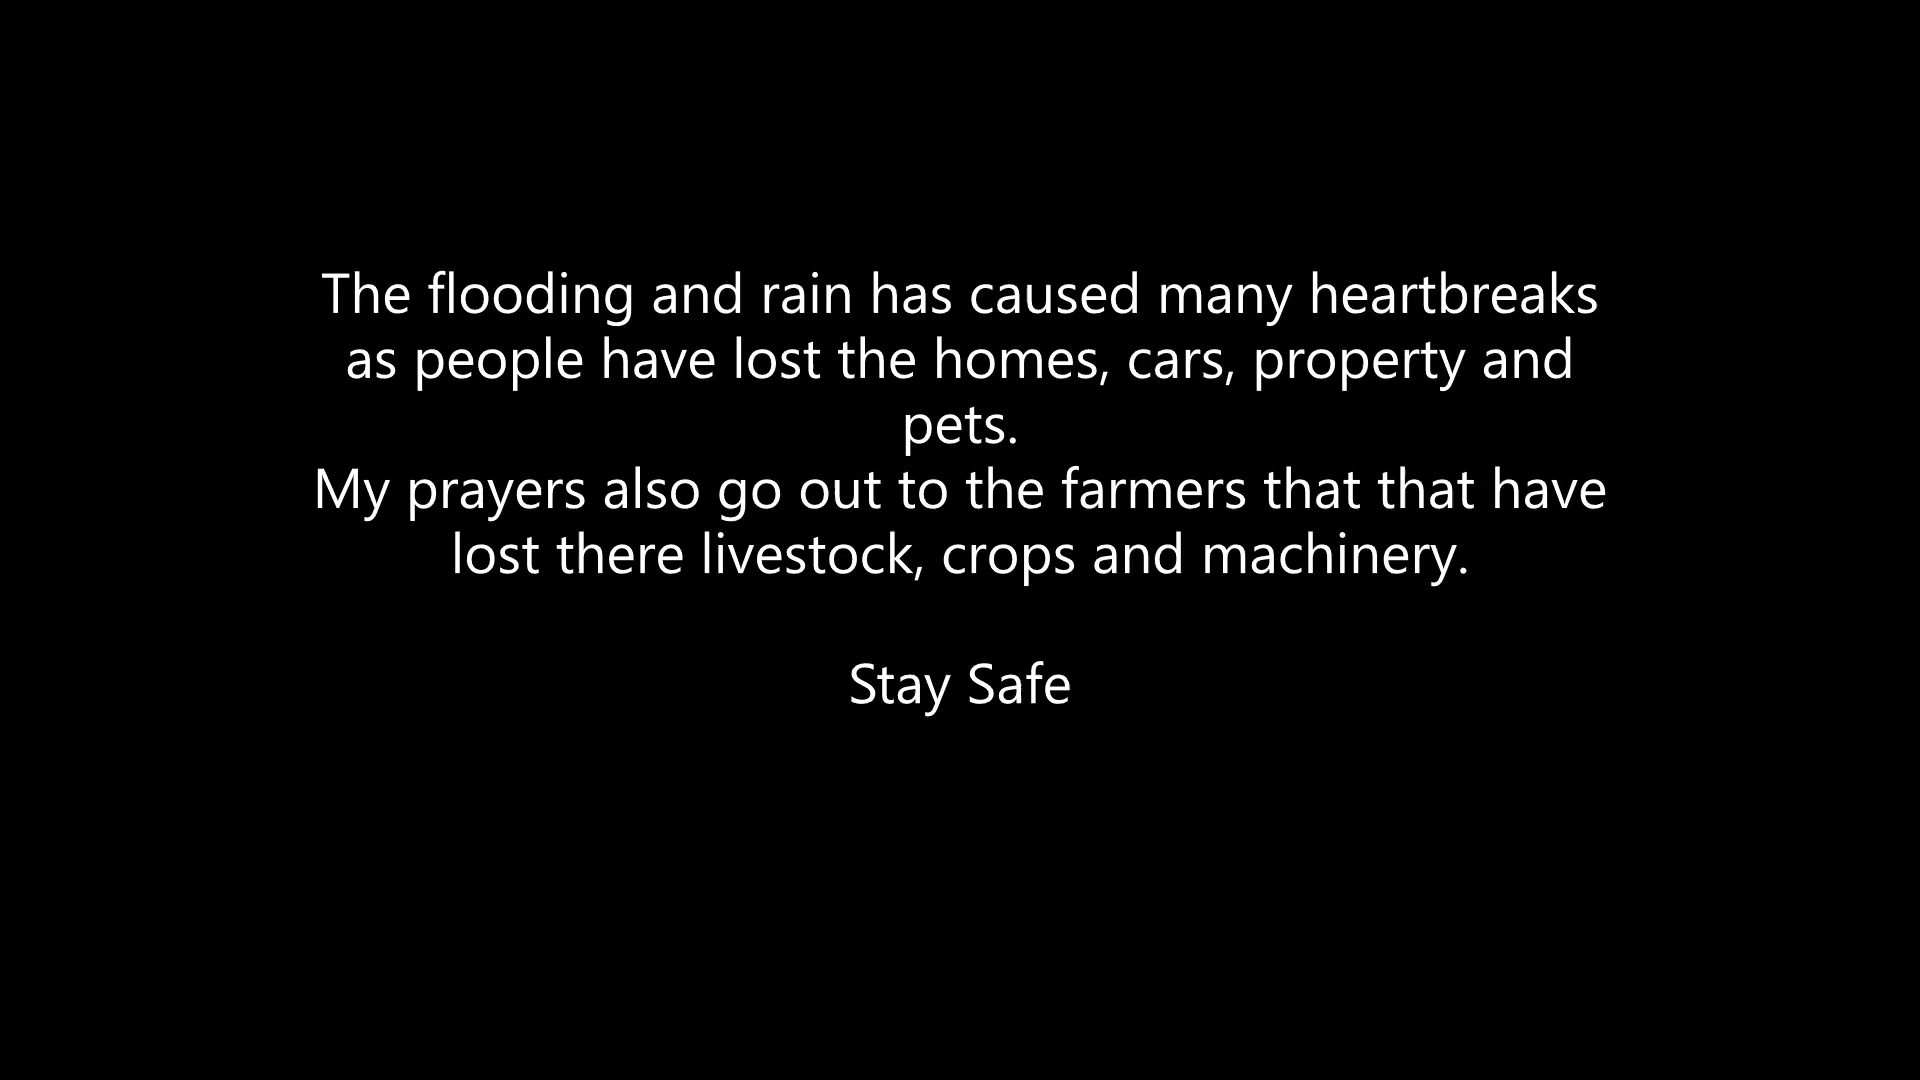 The flooding and rain has caused many heartbreaks
as people have lost the homes, cars, property and
pets.
My prayers also go out to the farmers that that have
lost there livestock, crops and machinery.
Stay Safe